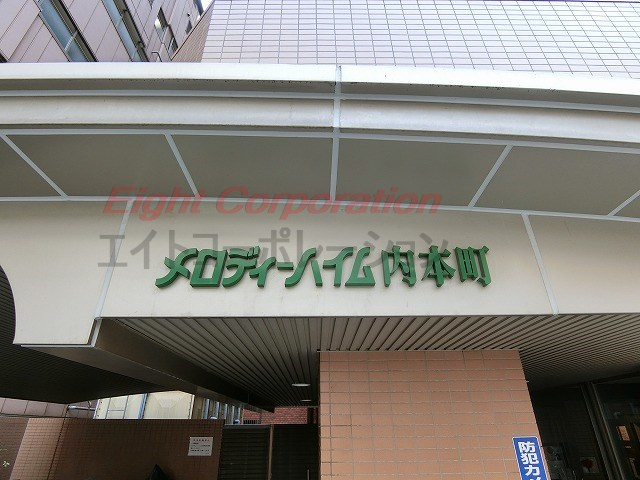 Eight Corporation
エイトコーポレーション
メロディーハイム内本町
防犯カメ